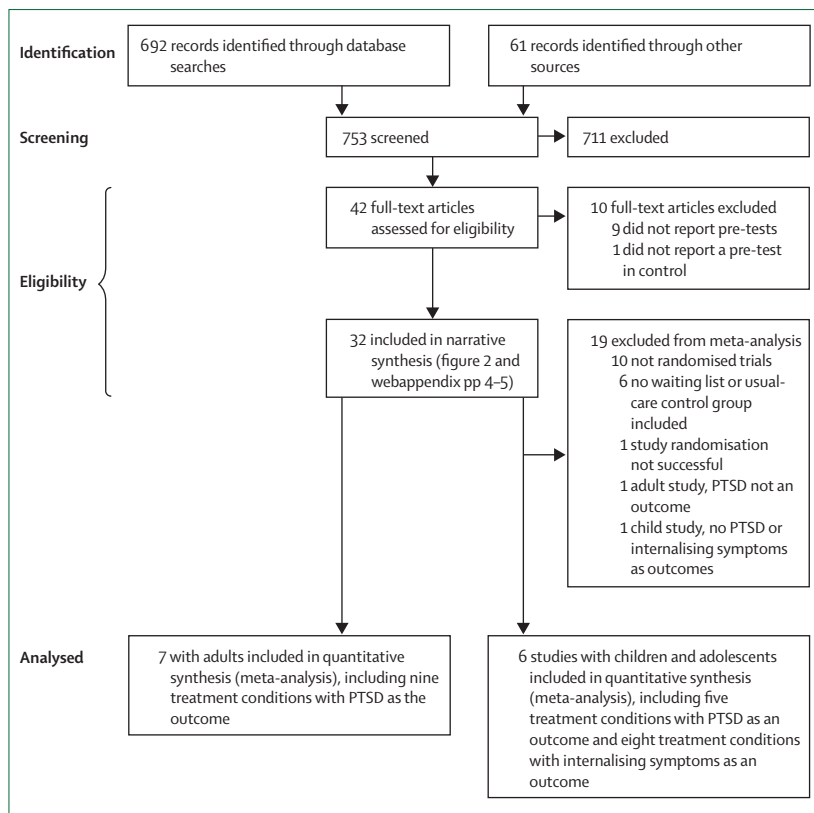 Identification
692 records identified through database
searches
61 records identified through other
sources
Screening
753 screened
711 excluded
Eligibility
42 full-text articles
assessed for eligibility
10 full-text articles excluded
9 did not report pre-tests
1 did not report a pre-test
in control
32 included in narrative
synthesis (figure 2 and
webappendix pp 4–5)
19 excluded from meta-analysis
10 not randomised trials
6 no waiting list or usual-
care control group
included
1 study randomisation
not successful
1 adult study, PTSD not an
outcome
1 child study, no PTSD or
internalising symptoms
as outcomes
Analysed
7 with adults included in quantitative
synthesis (meta-analysis), including nine
treatment conditions with PTSD as the
outcome
6 studies with children and adolescents
included in quantitative synthesis
(meta-analysis), including five
treatment conditions with PTSD as an
outcome and eight treatment conditions
with internalising symptoms as an
outcome